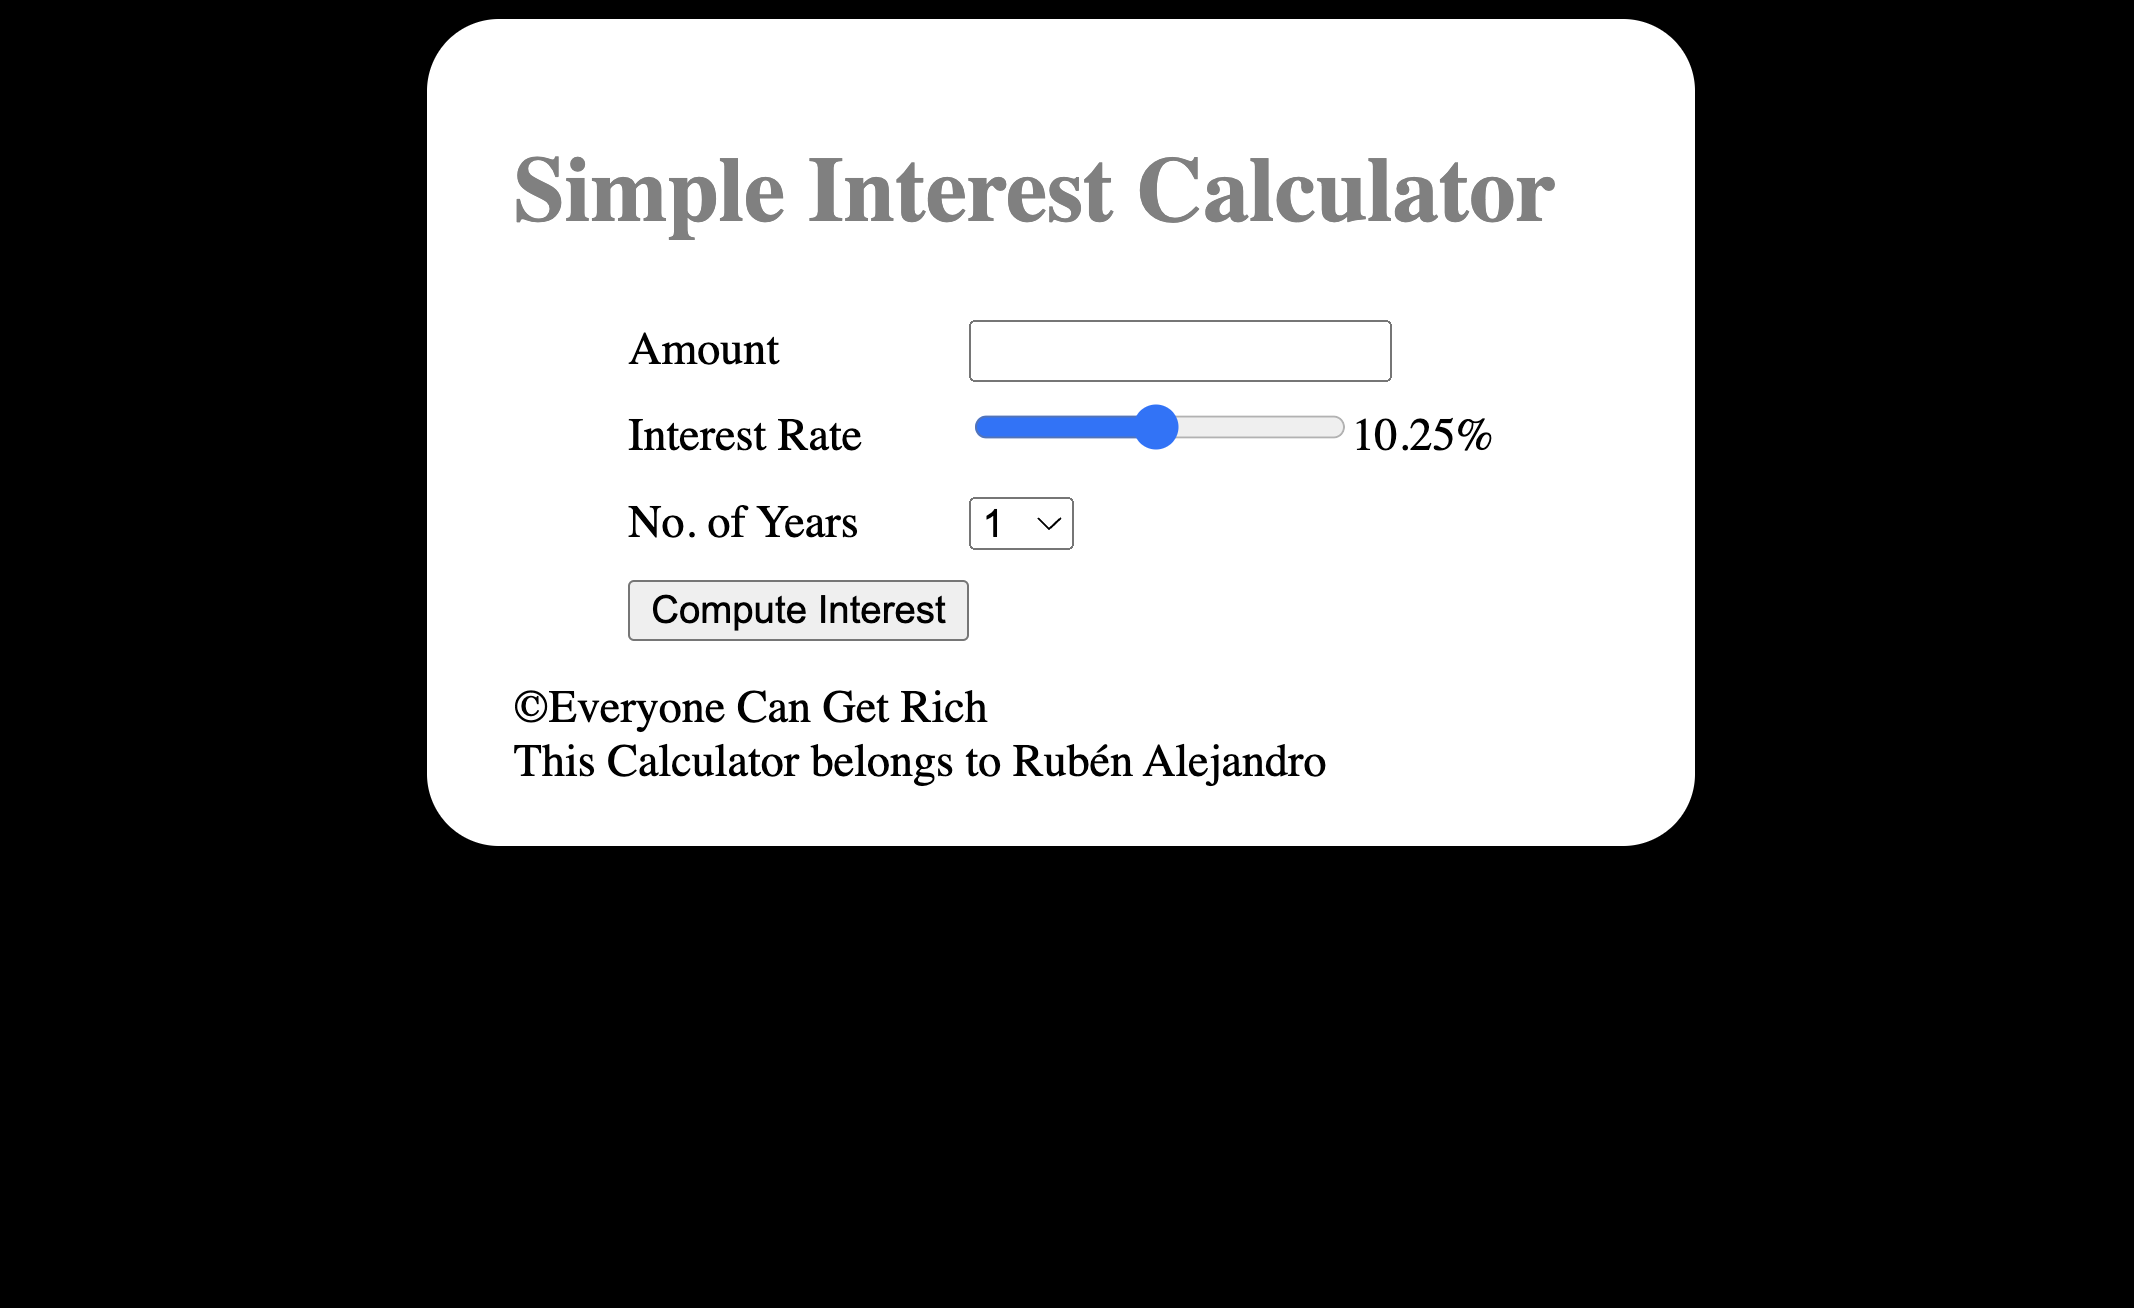 Simple Interest Calculator
Amount
Interest Rate 10.25%
No. of Years 1
Compute Interest
©Everyone Can Get Rich
This Calculator belongs to Rubén Alejandro